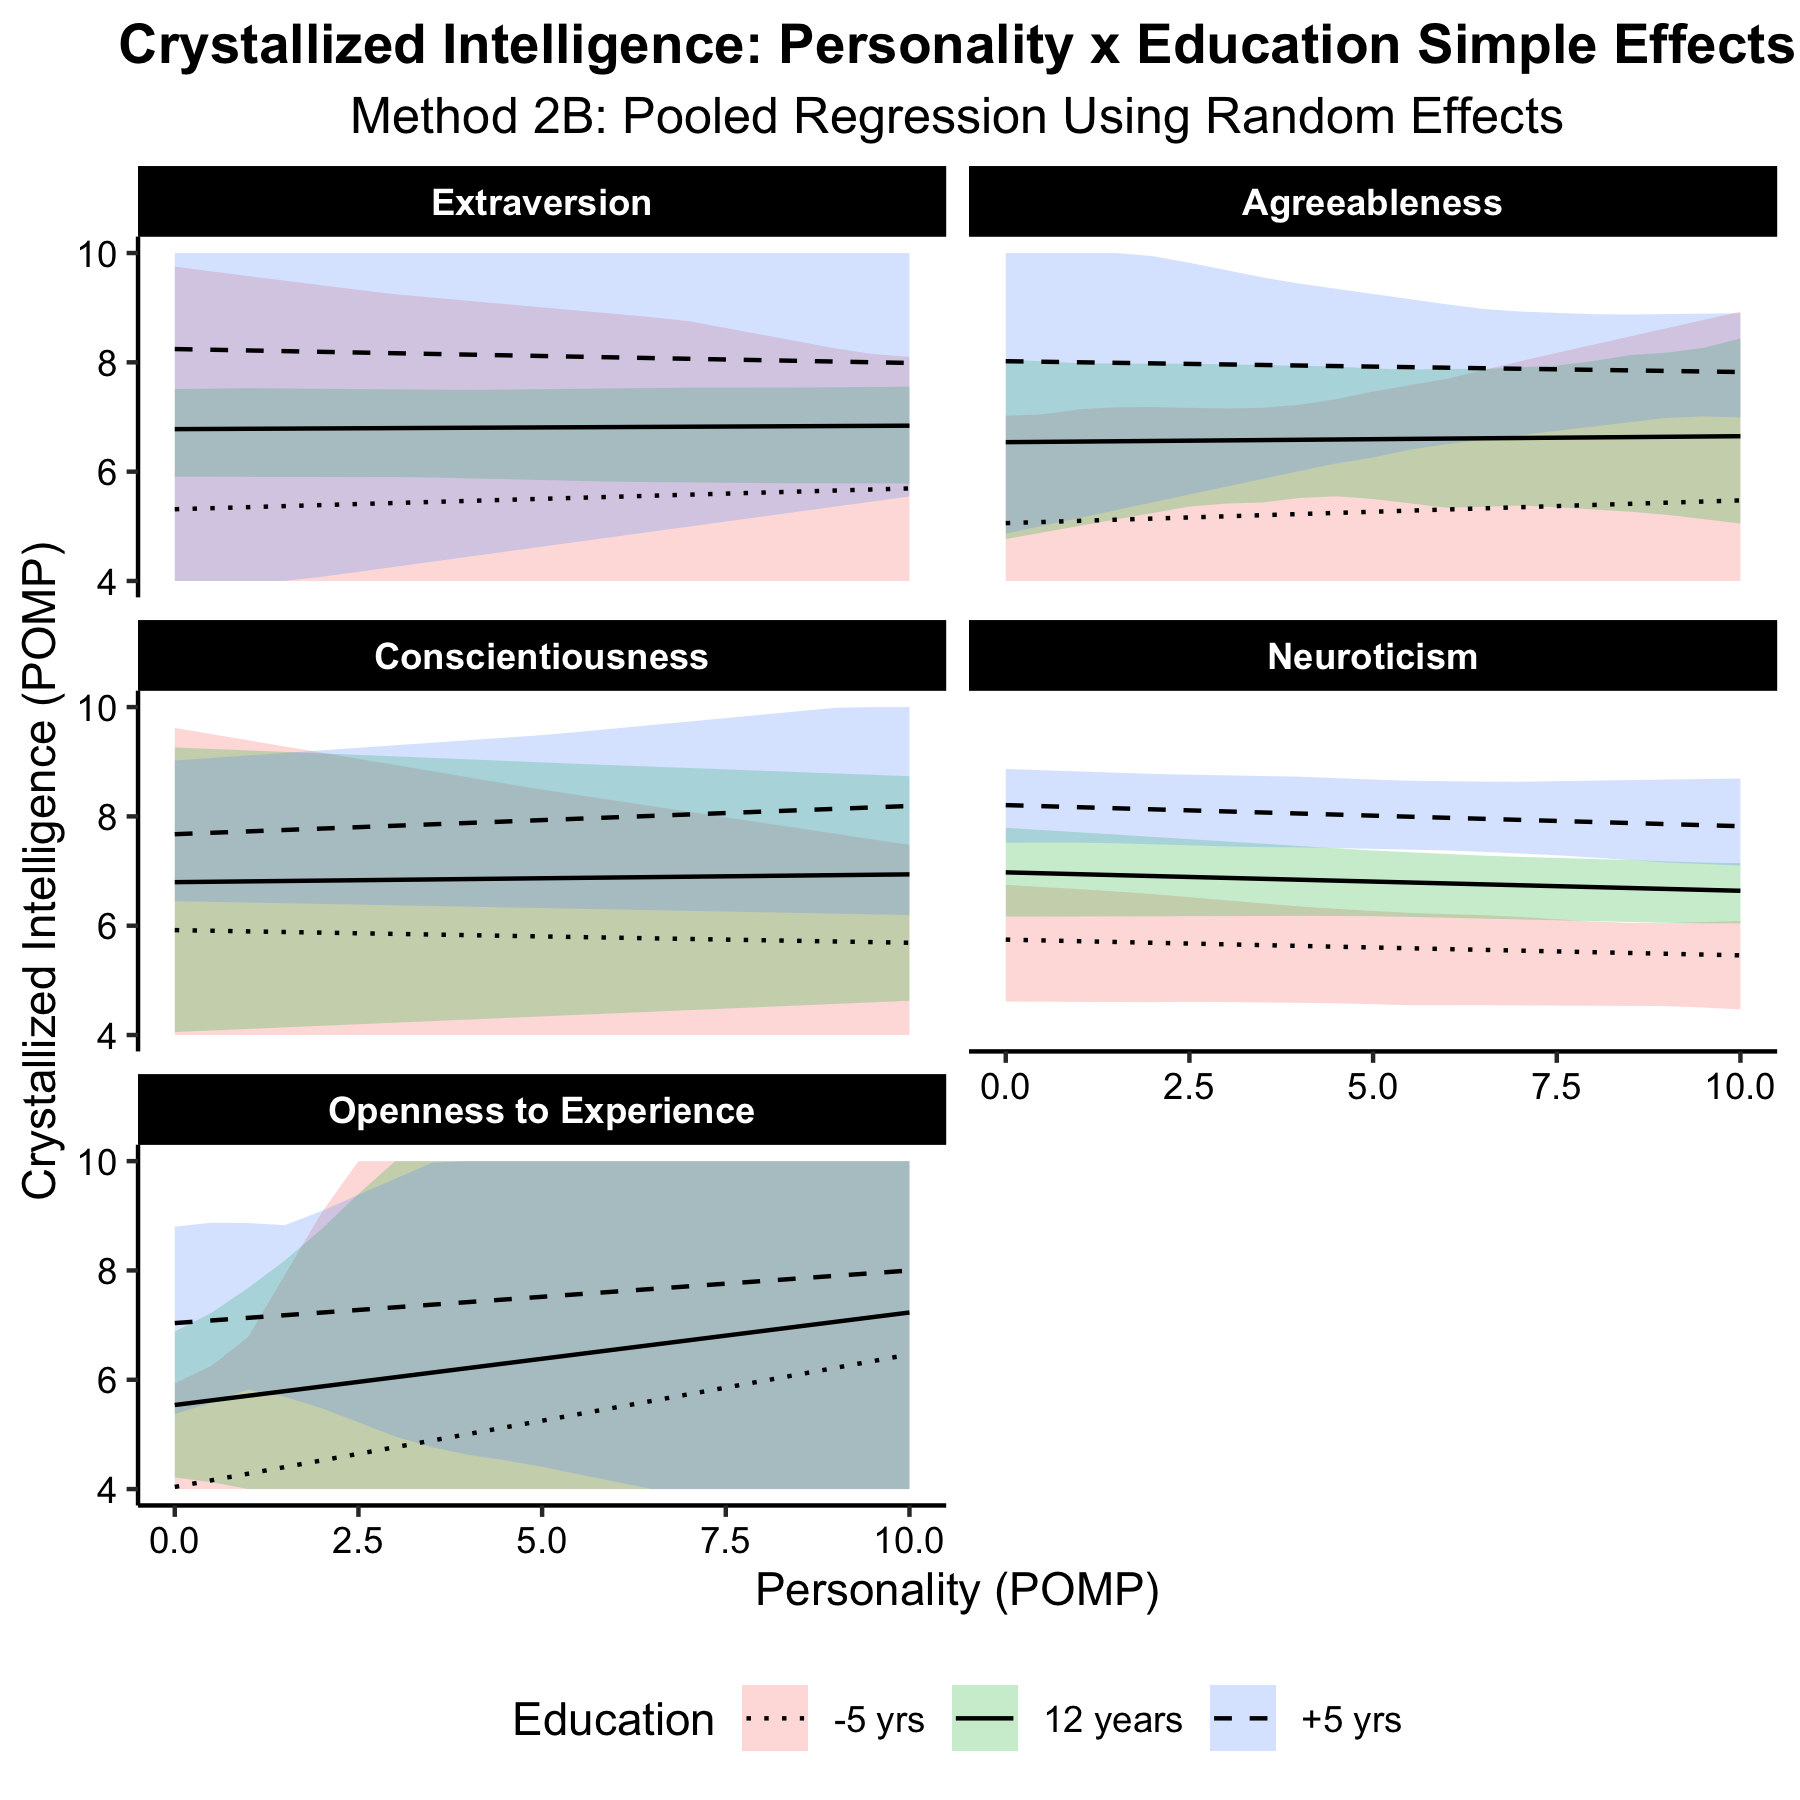 Crystallized Intelligence: Personality x Education Simple Effects
Method 2B: Pooled Regression Using Random Effects
Crystallized Intelligence (POMP)
Extraversion
10
8
6
4
Agreeableness
Conscientiousness
10
8
6
4
Neuroticism
0.0 2.5 5.0 7.5 10.0
Openness to Experience
10
8
6
4
0.0 2.5 5.0 7.5 10.0
Personality (POMP)
Education -5 yrs 12 years +5 yrs